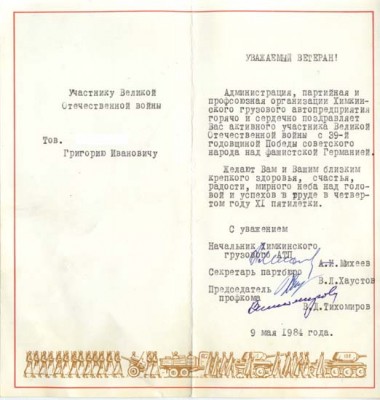 Участнику Великой
Отечественной войны
Тов.
Григорию Ивановичу
УВАЖАЕМЫЙ ВЕТЕРАН!
Администрация, партийная и
профсоюзная организации Химкин-
ского грузового автопредприятия
горячо и сердечно поздравляет
Вас активного участника Великой
Отечественной войны с 39-й
годовщиной Победы советского
народа над фашистской Германией.
Желают Вам и Вашим близким
крепкого здоровья, счастья,
радости, мирного неба над голо-
вой и успехов в труде в четвер-
том году XI пятилетки.
С уважением
Начальник Химкинского
грузового АТП
А.И.Михеев
Секретарь партбюро
В.Л.Хаустов
Председатель
профкома
В.Д.Тихомиров
9 мая 1984 года.